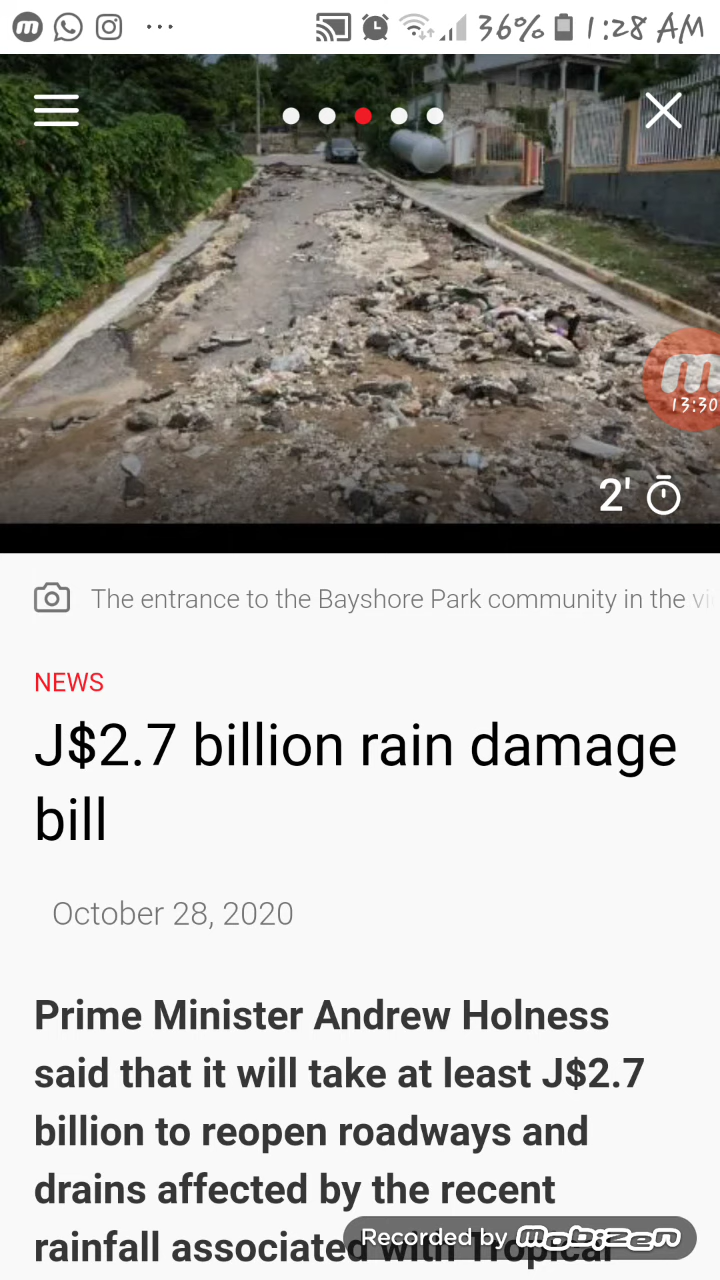 36% 1:28 AM
13:30
2'
The entrance to the Bayshore Park community in the
NEWS
J$2.7 billion rain damage
bill
October 28, 2020
Prime Minister Andrew Holness
said that it will take at least J$2.7
billion to reopen roadways and
drains affected by the recent
rainfall associated with Tropical
Recorded by mobizen